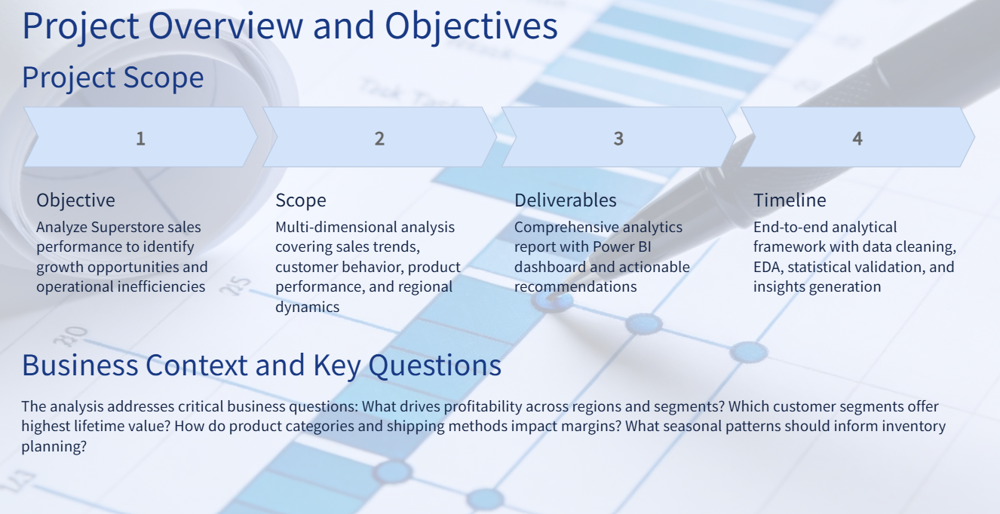 Project Overview and Objectives
Project Scope
1
2
3
4
Objective
Analyze Superstore sales
performance to identify
growth opportunities and
operational inefficiencies
Scope
Multi-dimensional analysis
covering sales trends,
customer behavior, product
performance, and regional
dynamics
Deliverables
Comprehensive analytics
report with Power BI
dashboard and actionable
recommendations
Timeline
End-to-end analytical
framework with data cleaning,
EDA, statistical validation, and
insights generation
Business Context and Key Questions
The analysis addresses critical business questions: What drives profitability across regions and segments? Which customer segments offer
highest lifetime value? How do product categories and shipping methods impact margins? What seasonal patterns should inform inventory
planning?